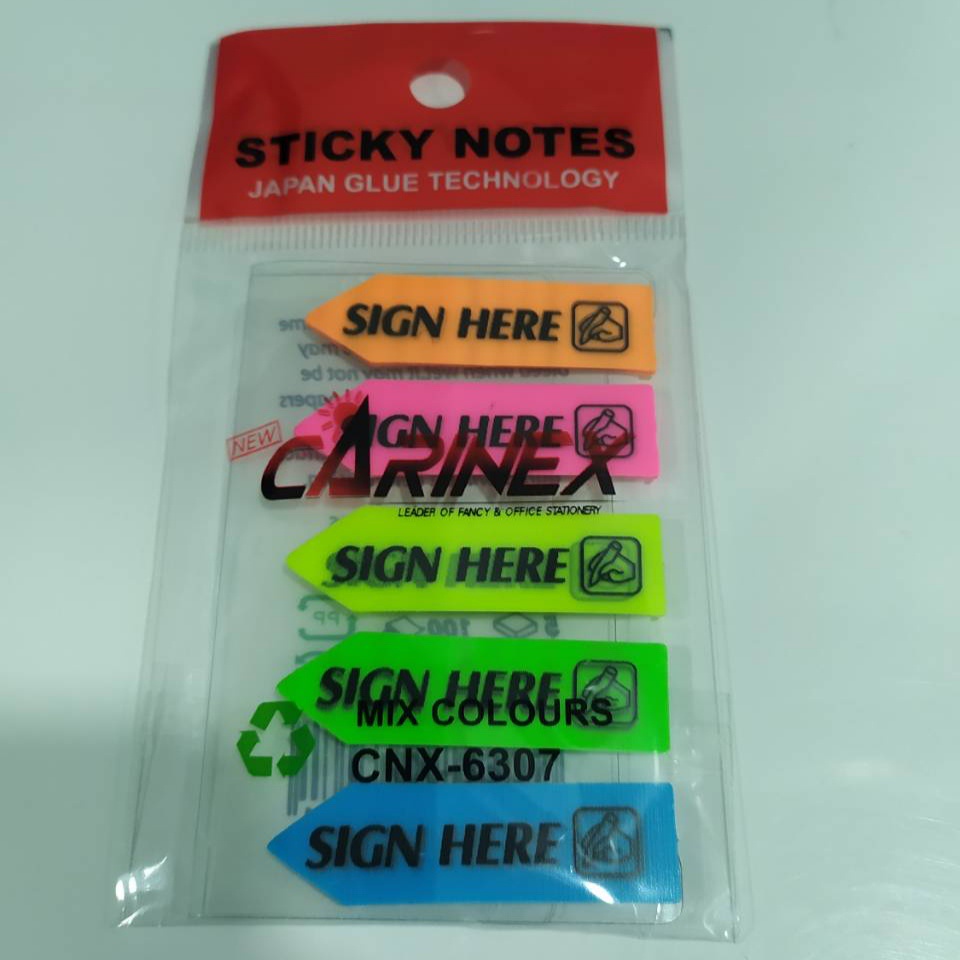 STICKY NOTES
JAPAN GLUE TECHNOLOGY
SIGN HERE
SIGN HERE
NEW
CARINEX
LEADER OF FANCY & OFFICE STATIONERY
SIGN HERE
SIGN HERE
MIX COLOURS
CNX-6307
SIGN HERE